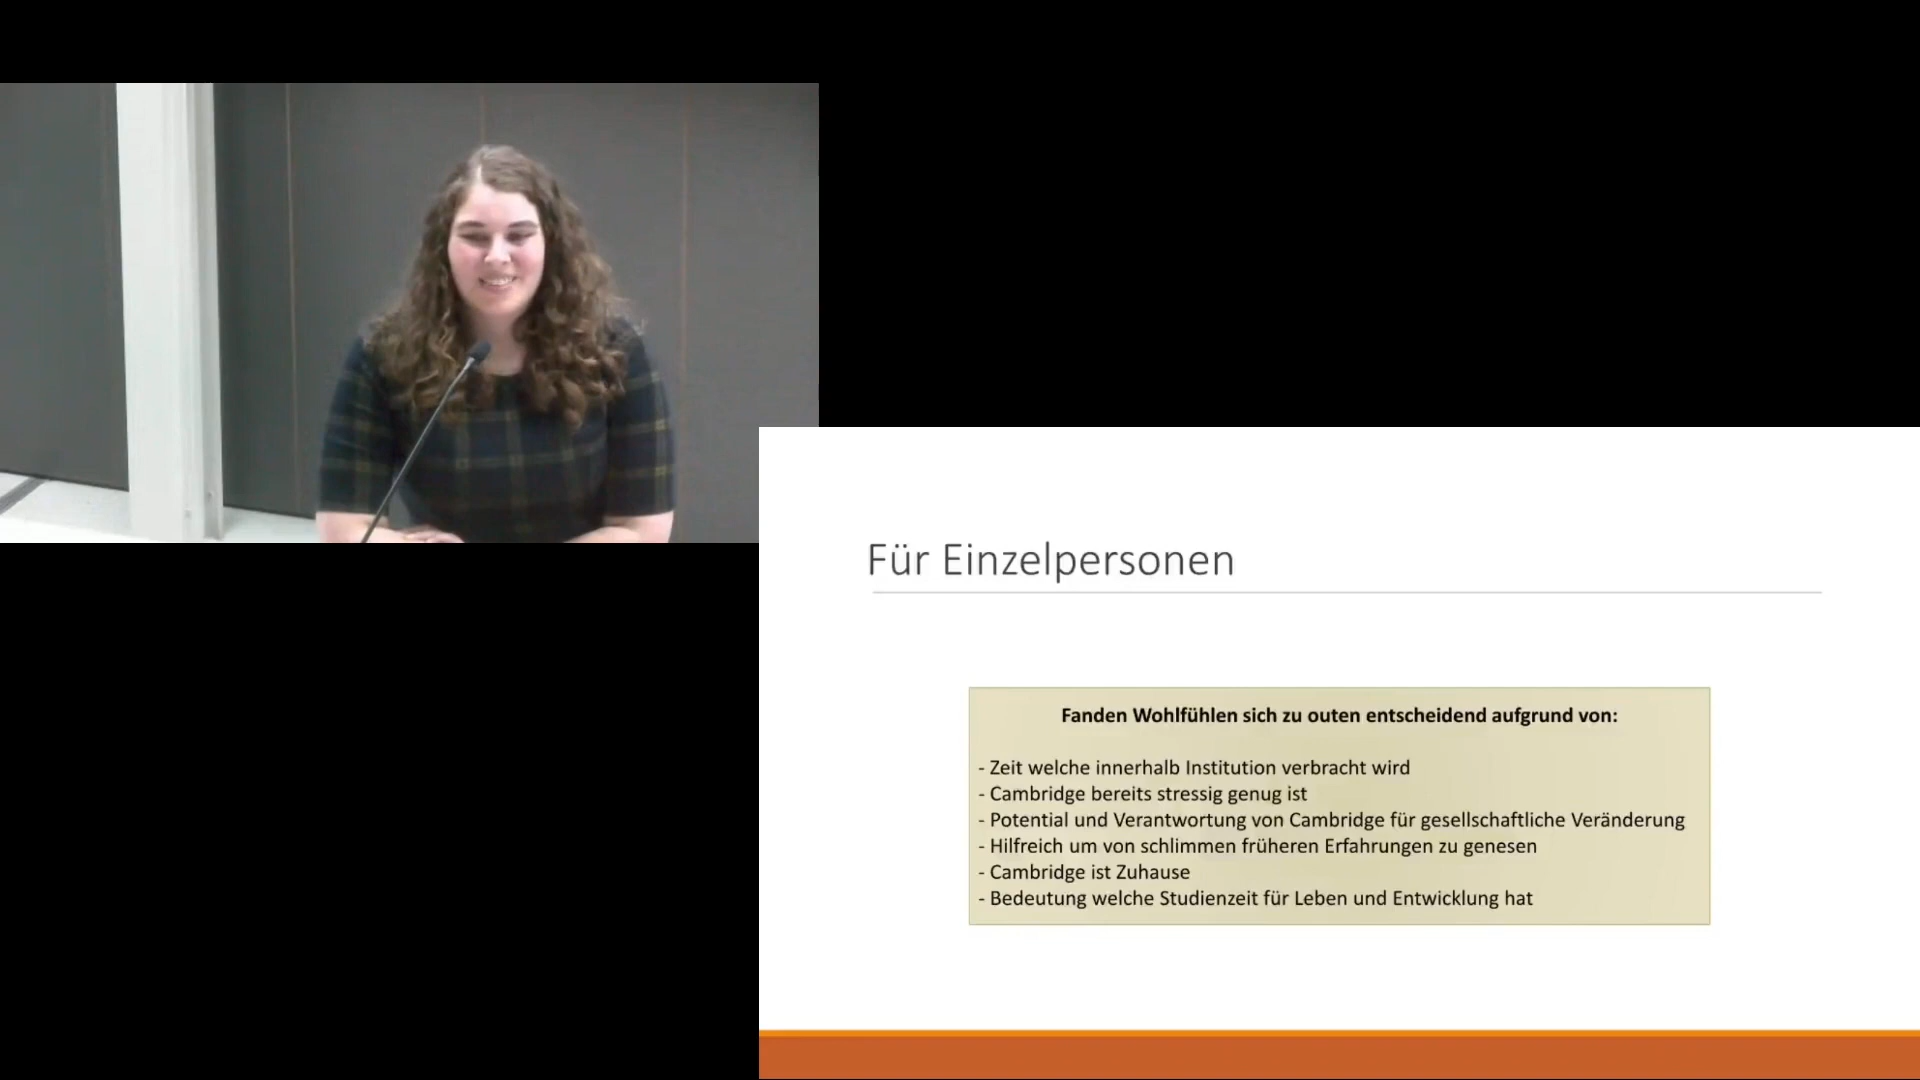 Für Einzelpersonen
Fanden Wohlfühlen sich zu outen entscheidend aufgrund von:
- Zeit welche innerhalb Institution verbracht wird
- Cambridge bereits stressig genug ist
- Potential und Verantwortung von Cambridge für gesellschaftliche Veränderung
- Hilfreich um von schlimmen früheren Erfahrungen zu genesen
- Cambridge ist Zuhause
- Bedeutung welche Studienzeit für Leben und Entwicklung hat